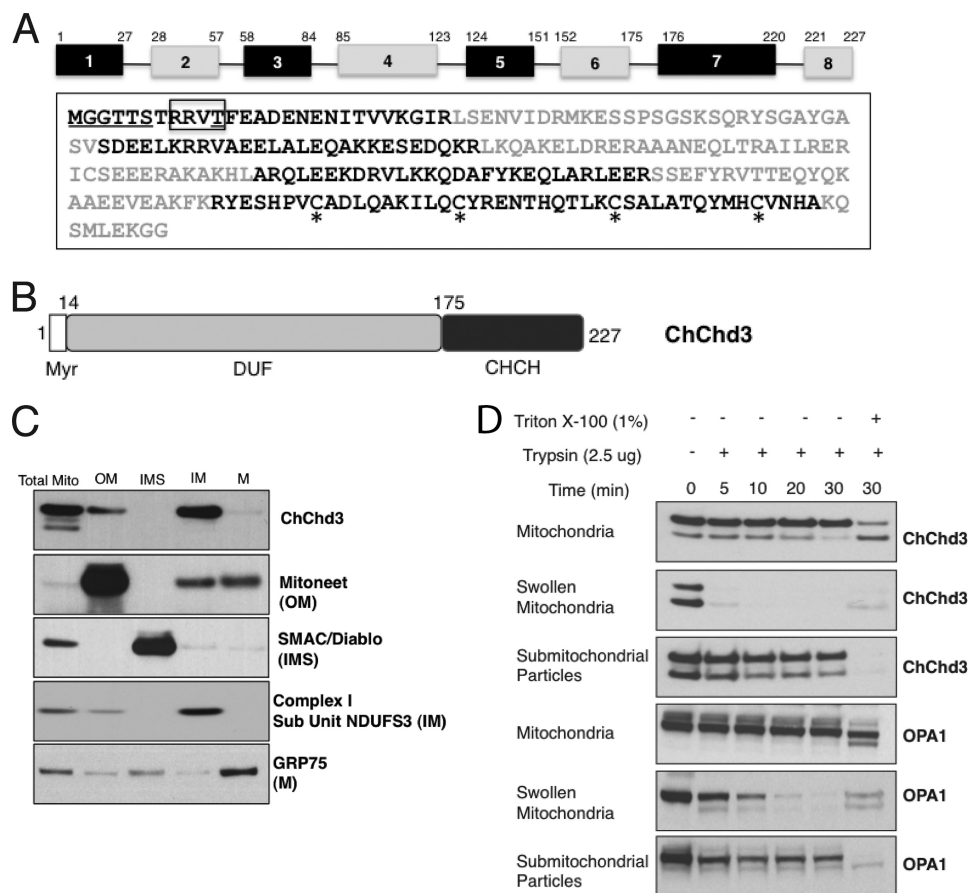 A
1 27 28 57 58 84 85 123 124 151 152 175 176 220 221 227
1 2 3 4 5 6 7 8
MGGTTSTRRVTFEADENENITVVKGIRLSENVIDRMKESSPSGSKSQRYSGAYGA
SVSDEELKRRVAEELALEQAKKESEDQKRLKQAKELDRERAAANEQLTRAILRER
ICSEEERAKAKHLARQLEEKDRVLKKQDAFYKEQLARLEERSSEFYRVTTEQYQK
AAEEVEAKFKRYESHPVCADLQAKILQCYRENTHQTLKCSALATQYMHCVNHAKQ
* * * *
SMLEKGG
B
14 175
1 227 ChChd3
Myr DUF CHCH
C
Total Mito OM IMS IM M
ChChd3
Mitoneet
(OM)
SMAC/Diablo
(IMS)
Complex I
Sub Unit NDUFS3 (IM)
GRP75
(M)
D
Triton X-100 (1%) - - - - - +
Trypsin (2.5 ug) - + + + + +
Time (min) 0 5 10 20 30 30
Mitochondria ChChd3
Swollen
Mitochondria ChChd3
Submitochondrial
Particles ChChd3
Mitochondria OPA1
Swollen
Mitochondria OPA1
Submitochondrial
Particles OPA1